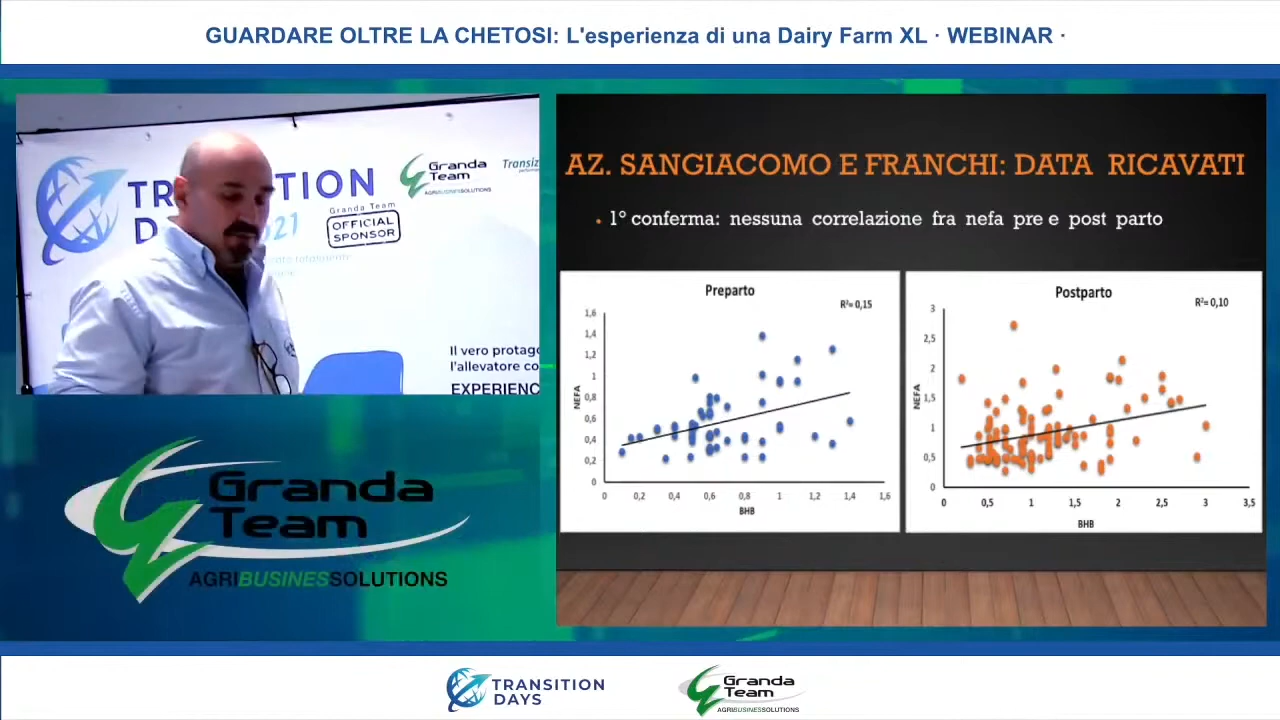 GUARDARE OLTRE LA CHETOSI: L'esperienza di una Dairy Farm XL · WEBINAR ·
Granda
Team
AGRIBUSINESSOLUTIONS
Granda Team
OFFICIAL
SPONSOR
Il vero protag
l'allevatore co
EXPERIENC
Granda
Team
AGRIBUSINESSOLUTIONS
AZ. SANGIACOMO E FRANCHI: DATA RICAVATI
• 1° conferma: nessuna correlazione fra nefa pre e post parto
Preparto
R²= 0,15
NEFA
1,6
1,4
1,2
1
0,8
0,6
0,4
0,2
0
0 0,2 0,4 0,6 0,8 1 1,2 1,4 1,6
BHB
Postparto
R²= 0,10
NEFA
3
2,5
2
1,5
1
0,5
0
0 0,5 1 1,5 2 2,5 3 3,5
BHB
TRANSITION
DAYS
Granda
Team
AGRIBUSINESSOLUTIONS